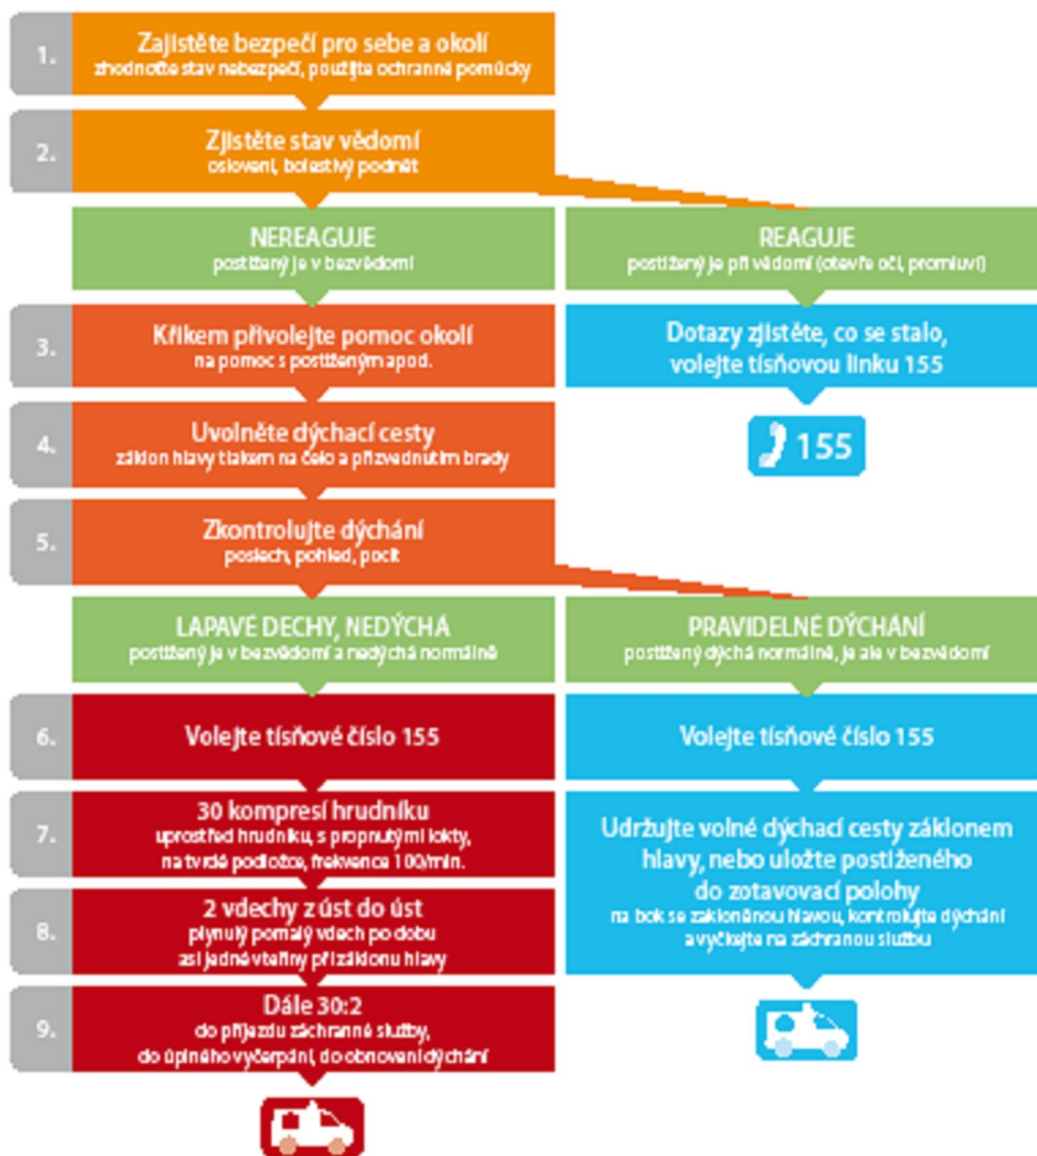 1.
Zajistěte bezpečí pro sebe a okolí
zhodnoťte stav nebezpečí, použijte ochranné pomůcky
2.
Zjistěte stav vědomí
oslovení, bolestivý podnět
NEREAGUJE
postižený je v bezvědomí
REAGUJE
postižený je při vědomí (otevře oči, promluví)
3.
Křikem přivolejte pomoc okolí
na pomoc s postiženým apod.
Dotazy zjistěte, co se stalo,
volejte tísňovou linku 155
155
4.
Uvolněte dýchací cesty
záklon hlavy tlakem na čelo a přizvednutím brady
5.
Zkontrolujte dýchání
poslech, pohled, pocit
LAPAVÉ DECHY, NEDÝCHÁ
postižený je v bezvědomí a nedýchá normálně
PRAVIDELNÉ DÝCHÁNÍ
postižený dýchá normálně, je ale v bezvědomí
6.
Volejte tísňové číslo 155
Volejte tísňové číslo 155
7.
30 kompresí hrudníku
uprostřed hrudníku, s propnutými lokty,
na tvrdé podložce, frekvence 100/min.
8.
2 vdechy z úst do úst
plynulý pomalý vdech po dobu
asi jedné vteřiny při záklonu hlavy
Udržujte volné dýchací cesty záklonem
hlavy, nebo uložte postiženého
do zotavovací polohy
na bok se zakloněnou hlavou, kontrolujte dýchání
a vyčkejte na záchranou službu
9.
Dále 30:2
do příjezdu záchranné služby,
do úplného vyčerpání, do obnovení dýchání